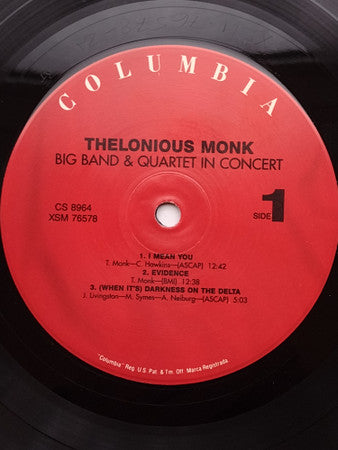 COLUMBIA
THELONIOUS MONK
BIG BAND & QUARTET IN CONCERT
CS 8964
XSM 76578
SIDE 1
1. I MEAN YOU
T. Monk—C. Hawkins—(ASCAP) 12:42
2. EVIDENCE
T. Monk—(BMI) 12:38
3. (WHEN IT'S) DARKNESS ON THE DELTA
J. Livingston—M. Symes—A. Neiburg—(ASCAP) 5:03
"Columbia" Reg. U.S. Pat. & Tm. Off. Marca Registrada.